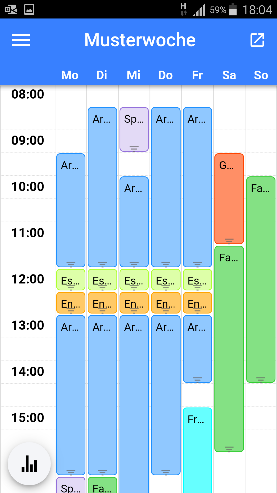 59% 18:04
Musterwoche
Mo Di Mi Do Fr Sa So
08:00
Ar... Sp... Ar... Ar...
09:00
Ar... G...
10:00 Ar... Fa...
11:00
Fa...
12:00 Es... Es... Es... Es... Es...
En... En... En... En... En...
13:00 Ar... Ar... Ar... Ar... Ar...
14:00
15:00 Fr...
Sp... Fa...